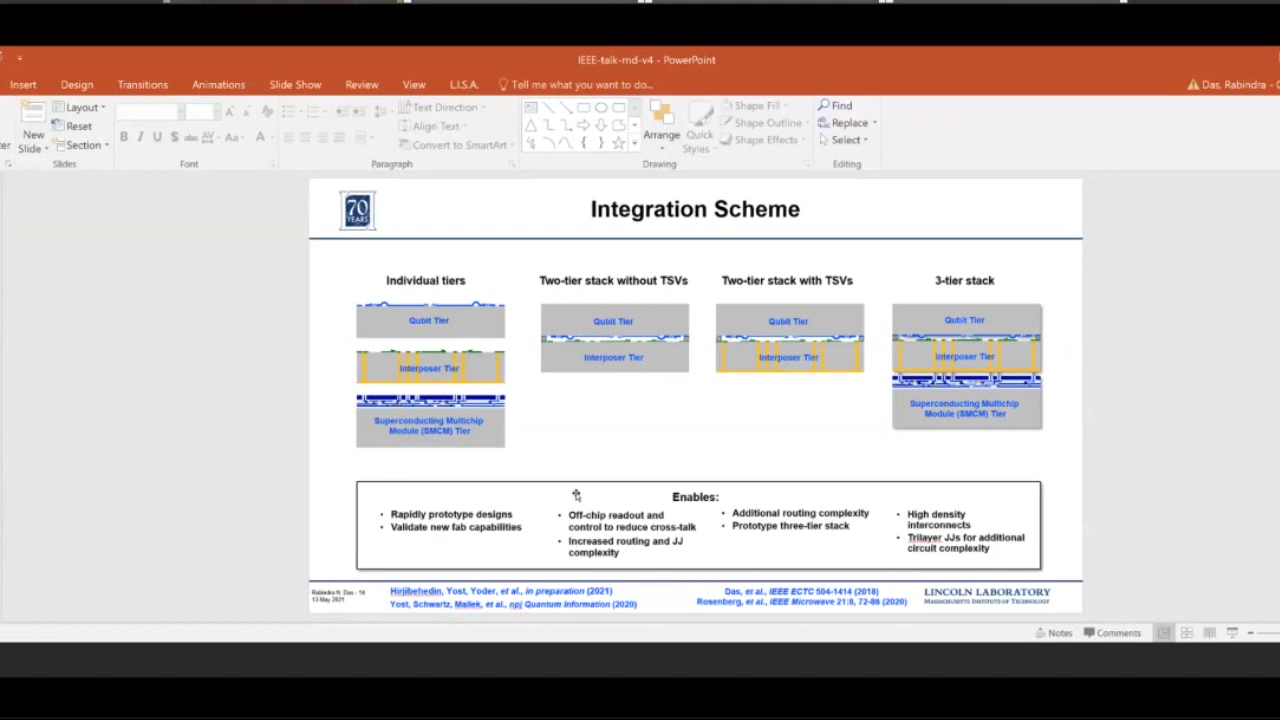 IEEE-talk-rnd-v4 - PowerPoint
Insert Design Transitions Animations Slide Show Review View L.I.S.A. Tell me what you want to do...
Das, Rabindra -
New
Slide
Layout
Reset
Section
Slides
B I U S abc AV Aa A
Font
Text Direction
Align Text
Convert to SmartArt
Paragraph
Arrange
Quick
Styles
Shape Fill
Shape Outline
Shape Effects
Drawing
Find
Replace
Select
Editing
70
YEARS
Integration Scheme
Individual tiers
Qubit Tier
Interposer Tier
Superconducting Multichip
Module (SMCM) Tier
Two-tier stack without TSVs
Qubit Tier
Interposer Tier
Two-tier stack with TSVs
Qubit Tier
Interposer Tier
3-tier stack
Qubit Tier
Interposer Tier
Superconducting Multichip
Module (SMCM) Tier
Enables:
• Rapidly prototype designs
• Validate new fab capabilities
• Off-chip readout and
control to reduce cross-talk
• Increased routing and JJ
complexity
• Additional routing complexity
• Prototype three-tier stack
• High density
interconnects
• Trilayer JJs for additional
circuit complexity
Rabindra N. Das - 14
13 May 2021
Hirjibehedin, Yost, Yoder, et al., in preparation (2021)
Yost, Schwartz, Mallek, et al., npj Quantum Information (2020)
Das, et al., IEEE ECTC 504-1414 (2018)
Rosenberg, et al., IEEE Microwave 21:8, 72-86 (2020)
LINCOLN LABORATORY
MASSACHUSETTS INSTITUTE OF TECHNOLOGY
Notes Comments